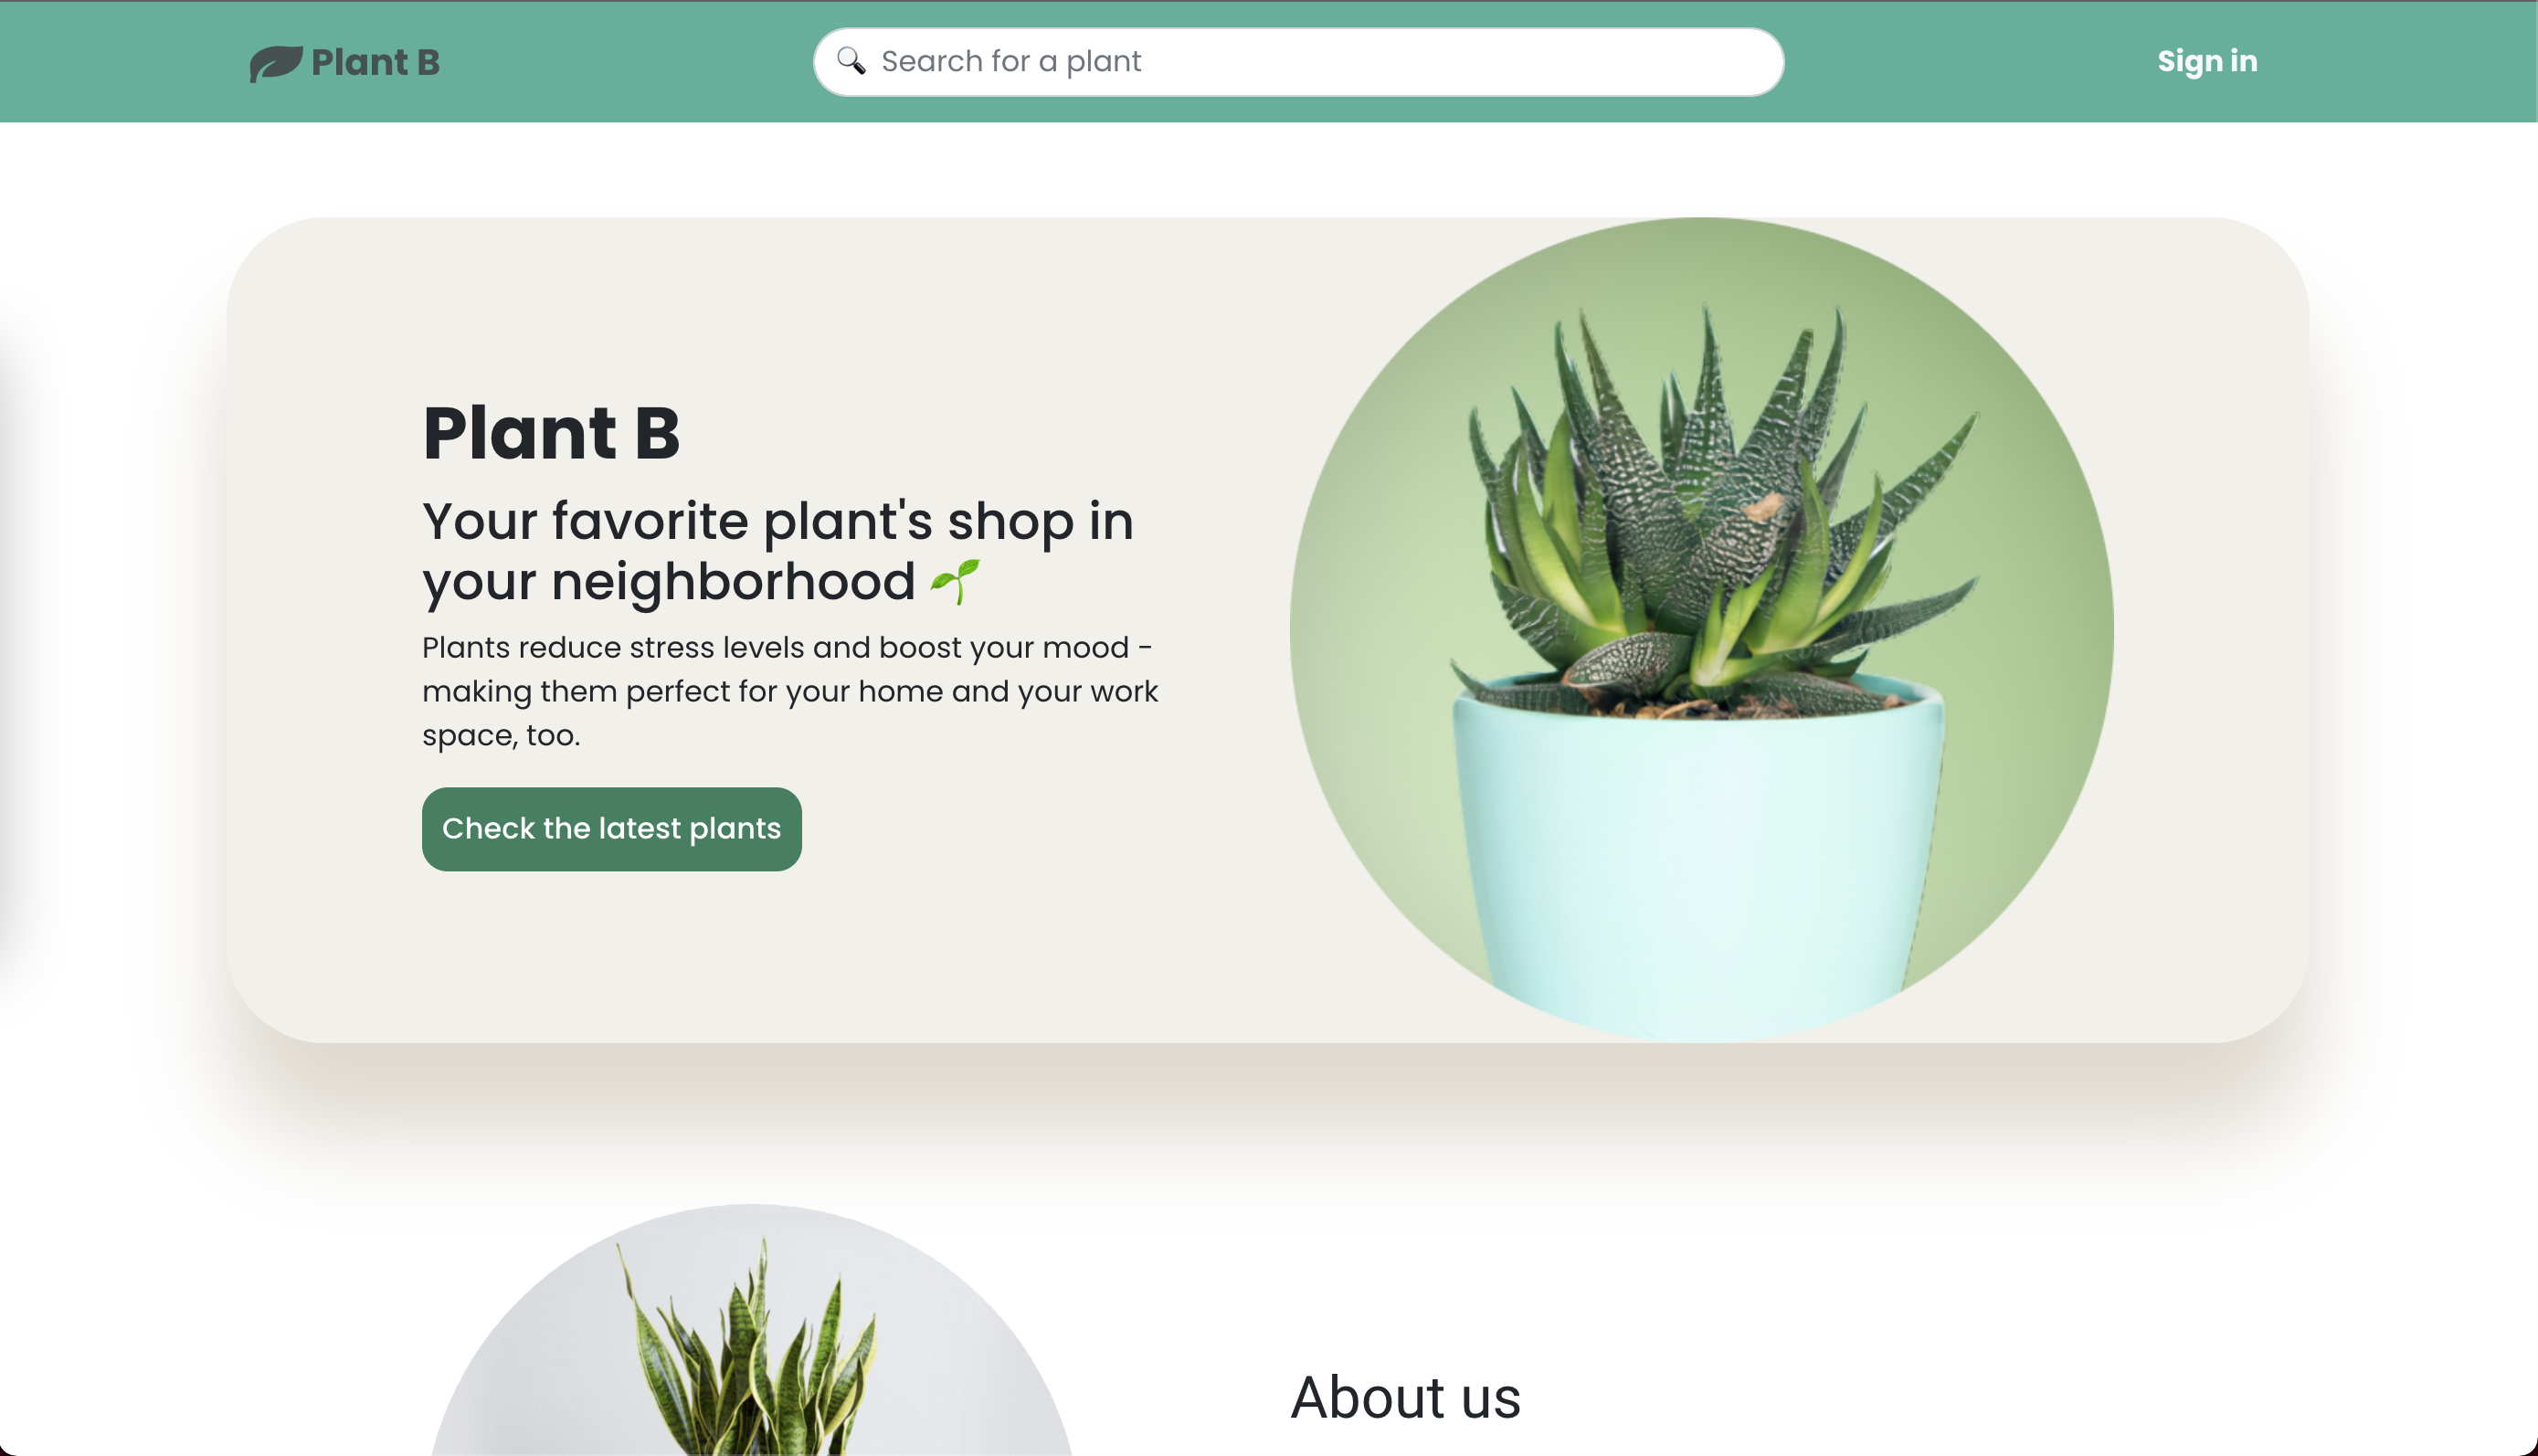 Plant B
🔍 Search for a plant
Sign in
Plant B
Your favorite plant's shop in
your neighborhood 🌱
Plants reduce stress levels and boost your mood -
making them perfect for your home and your work
space, too.
Check the latest plants
About us